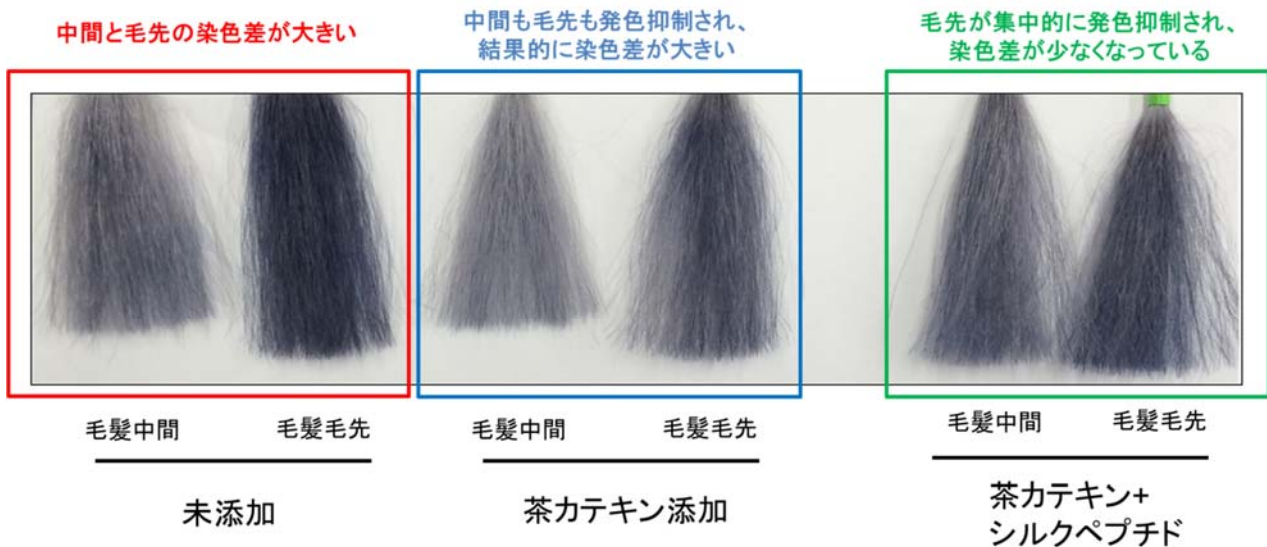 中間と毛先の染色差が大きい
中間も毛先も発色抑制され、
結果的に染色差が大きい
毛先が集中的に発色抑制され、
染色差が少なくなっている
毛髪中間
毛髪毛先
毛髪中間
毛髪毛先
毛髪中間
毛髪毛先
未添加
茶カテキン添加
茶カテキン+
シルクペプチド